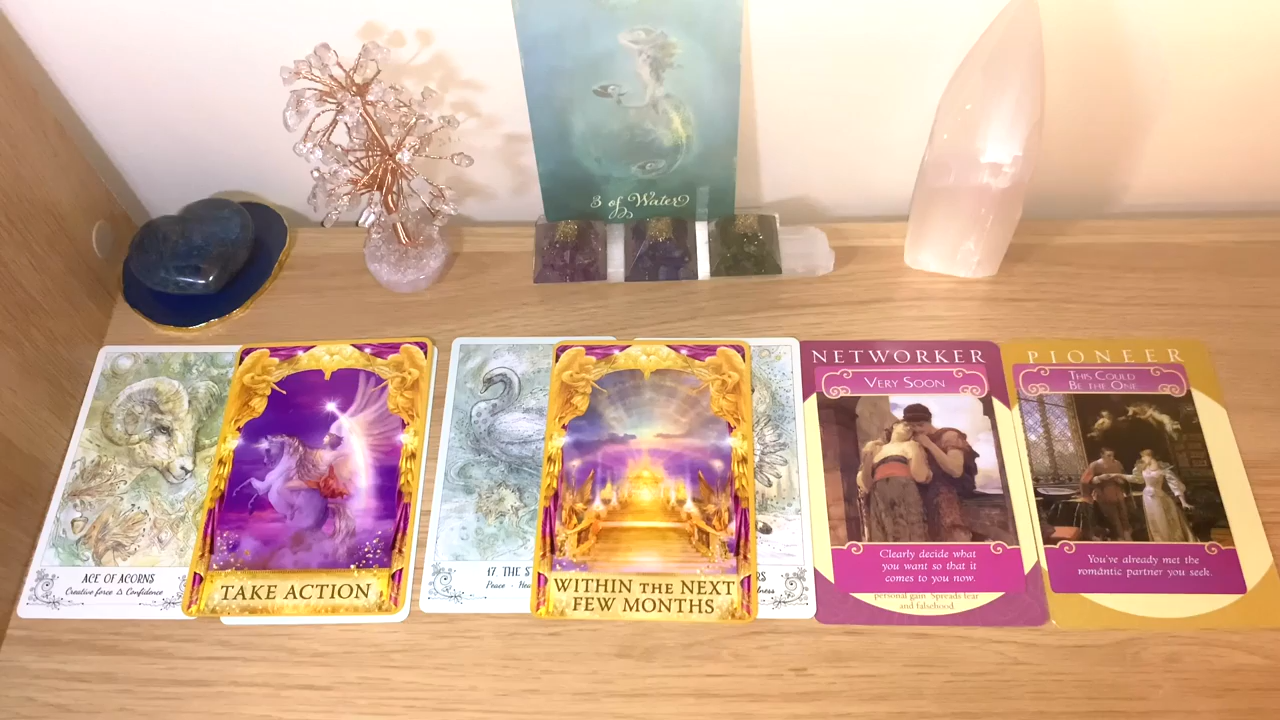 3 of Water
ACE OF ACORNS
Creative force & Confidence
TAKE ACTION
17. THE
Peace
WITHIN THE NEXT
FEW MONTHS
NETWORKER
VERY SOON
Clearly decide what
you want so that it
comes to you now.
personal gain. Spreads fear
and falsehood
PIONEER
THIS COULD
BE THE ONE
You've already met the
romantic partner you seek.